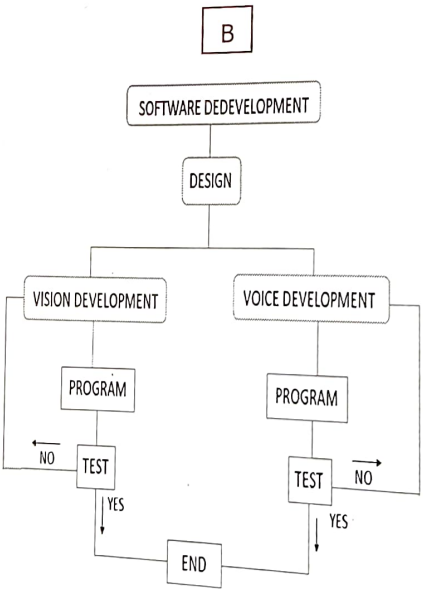 B
SOFTWARE DEDEVELOPMENT
DESIGN
VISION DEVELOPMENT
VOICE DEVELOPMENT
PROGRAM
PROGRAM
NO
TEST
TEST
NO
YES
YES
END